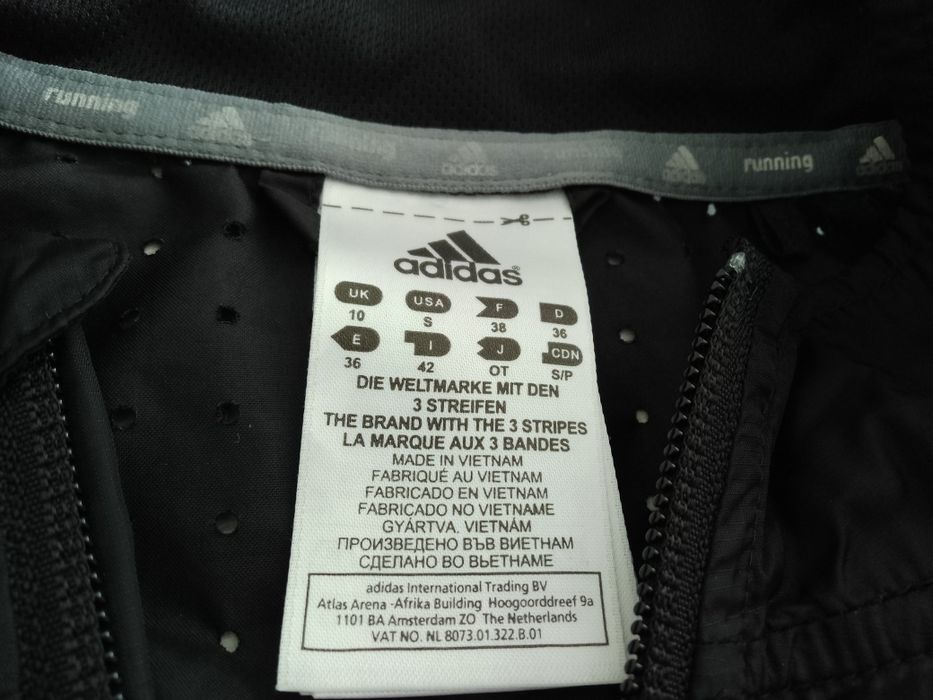 running
adidas
running
adidas®
UK USA F D
10 S 38 36
E I J CDN
36 42 OT S/P
DIE WELTMARKE MIT DEN
3 STREIFEN
THE BRAND WITH THE 3 STRIPES
LA MARQUE AUX 3 BANDES
MADE IN VIETNAM
FABRIQUÉ AU VIETNAM
FABRICADO EN VIETNAM
FABRICADO NO VIETNAME
GYÁRTVA. VIETNÁM
ПРОИЗВЕДЕНО ВЪВ ВИЕТНАМ
СДЕЛАНО ВО ВЬЕТНАМЕ
adidas International Trading BV
Atlas Arena -Afrika Building Hoogoorddreef 9a
1101 BA Amsterdam ZO The Netherlands
VAT NO. NL 8073.01.322.B.01